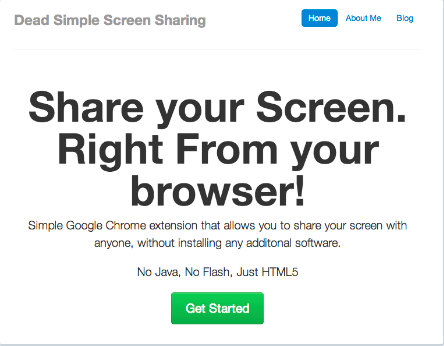 Dead Simple Screen Sharing
Home About Me Blog
Share your Screen.
Right From your
browser!
Simple Google Chrome extension that allows you to share your screen with
anyone, without installing any additonal software.
No Java, No Flash, Just HTML5
Get Started